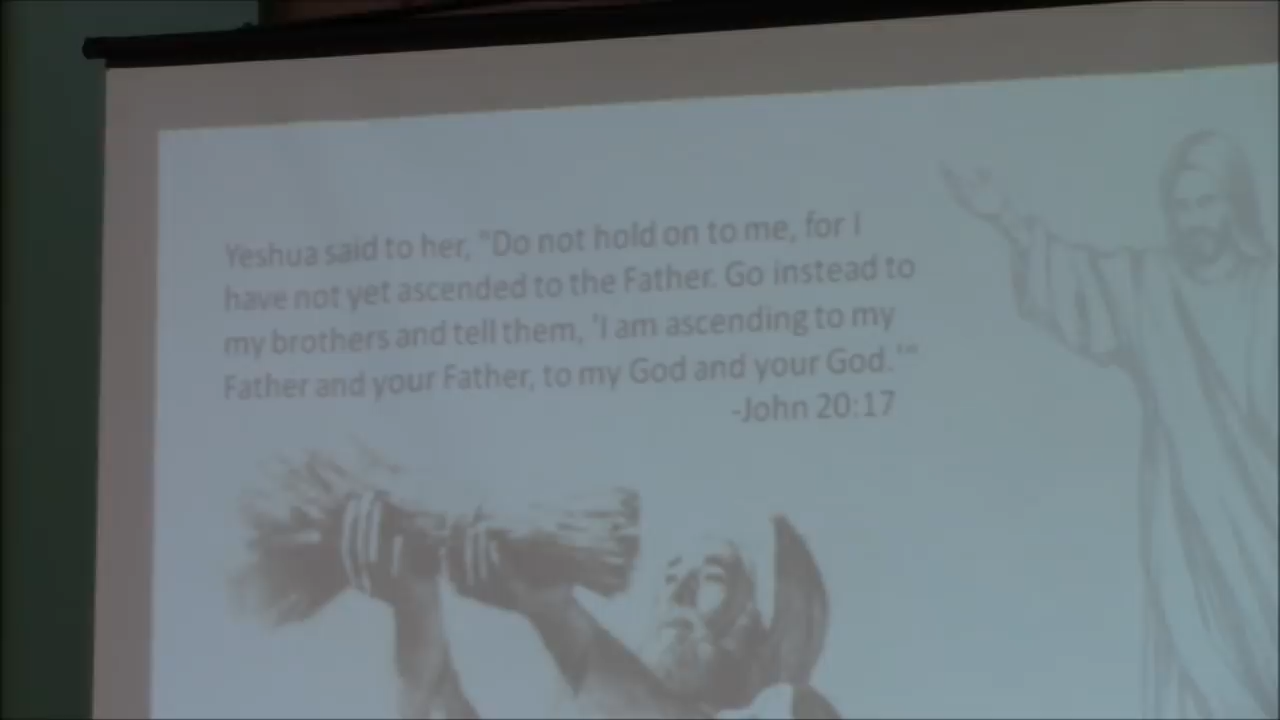 Yeshua said to her, "Do not hold on to me, for I
have not yet ascended to the Father. Go instead to
my brothers and tell them, 'I am ascending to my
Father and your Father, to my God and your God.'"
-John 20:17